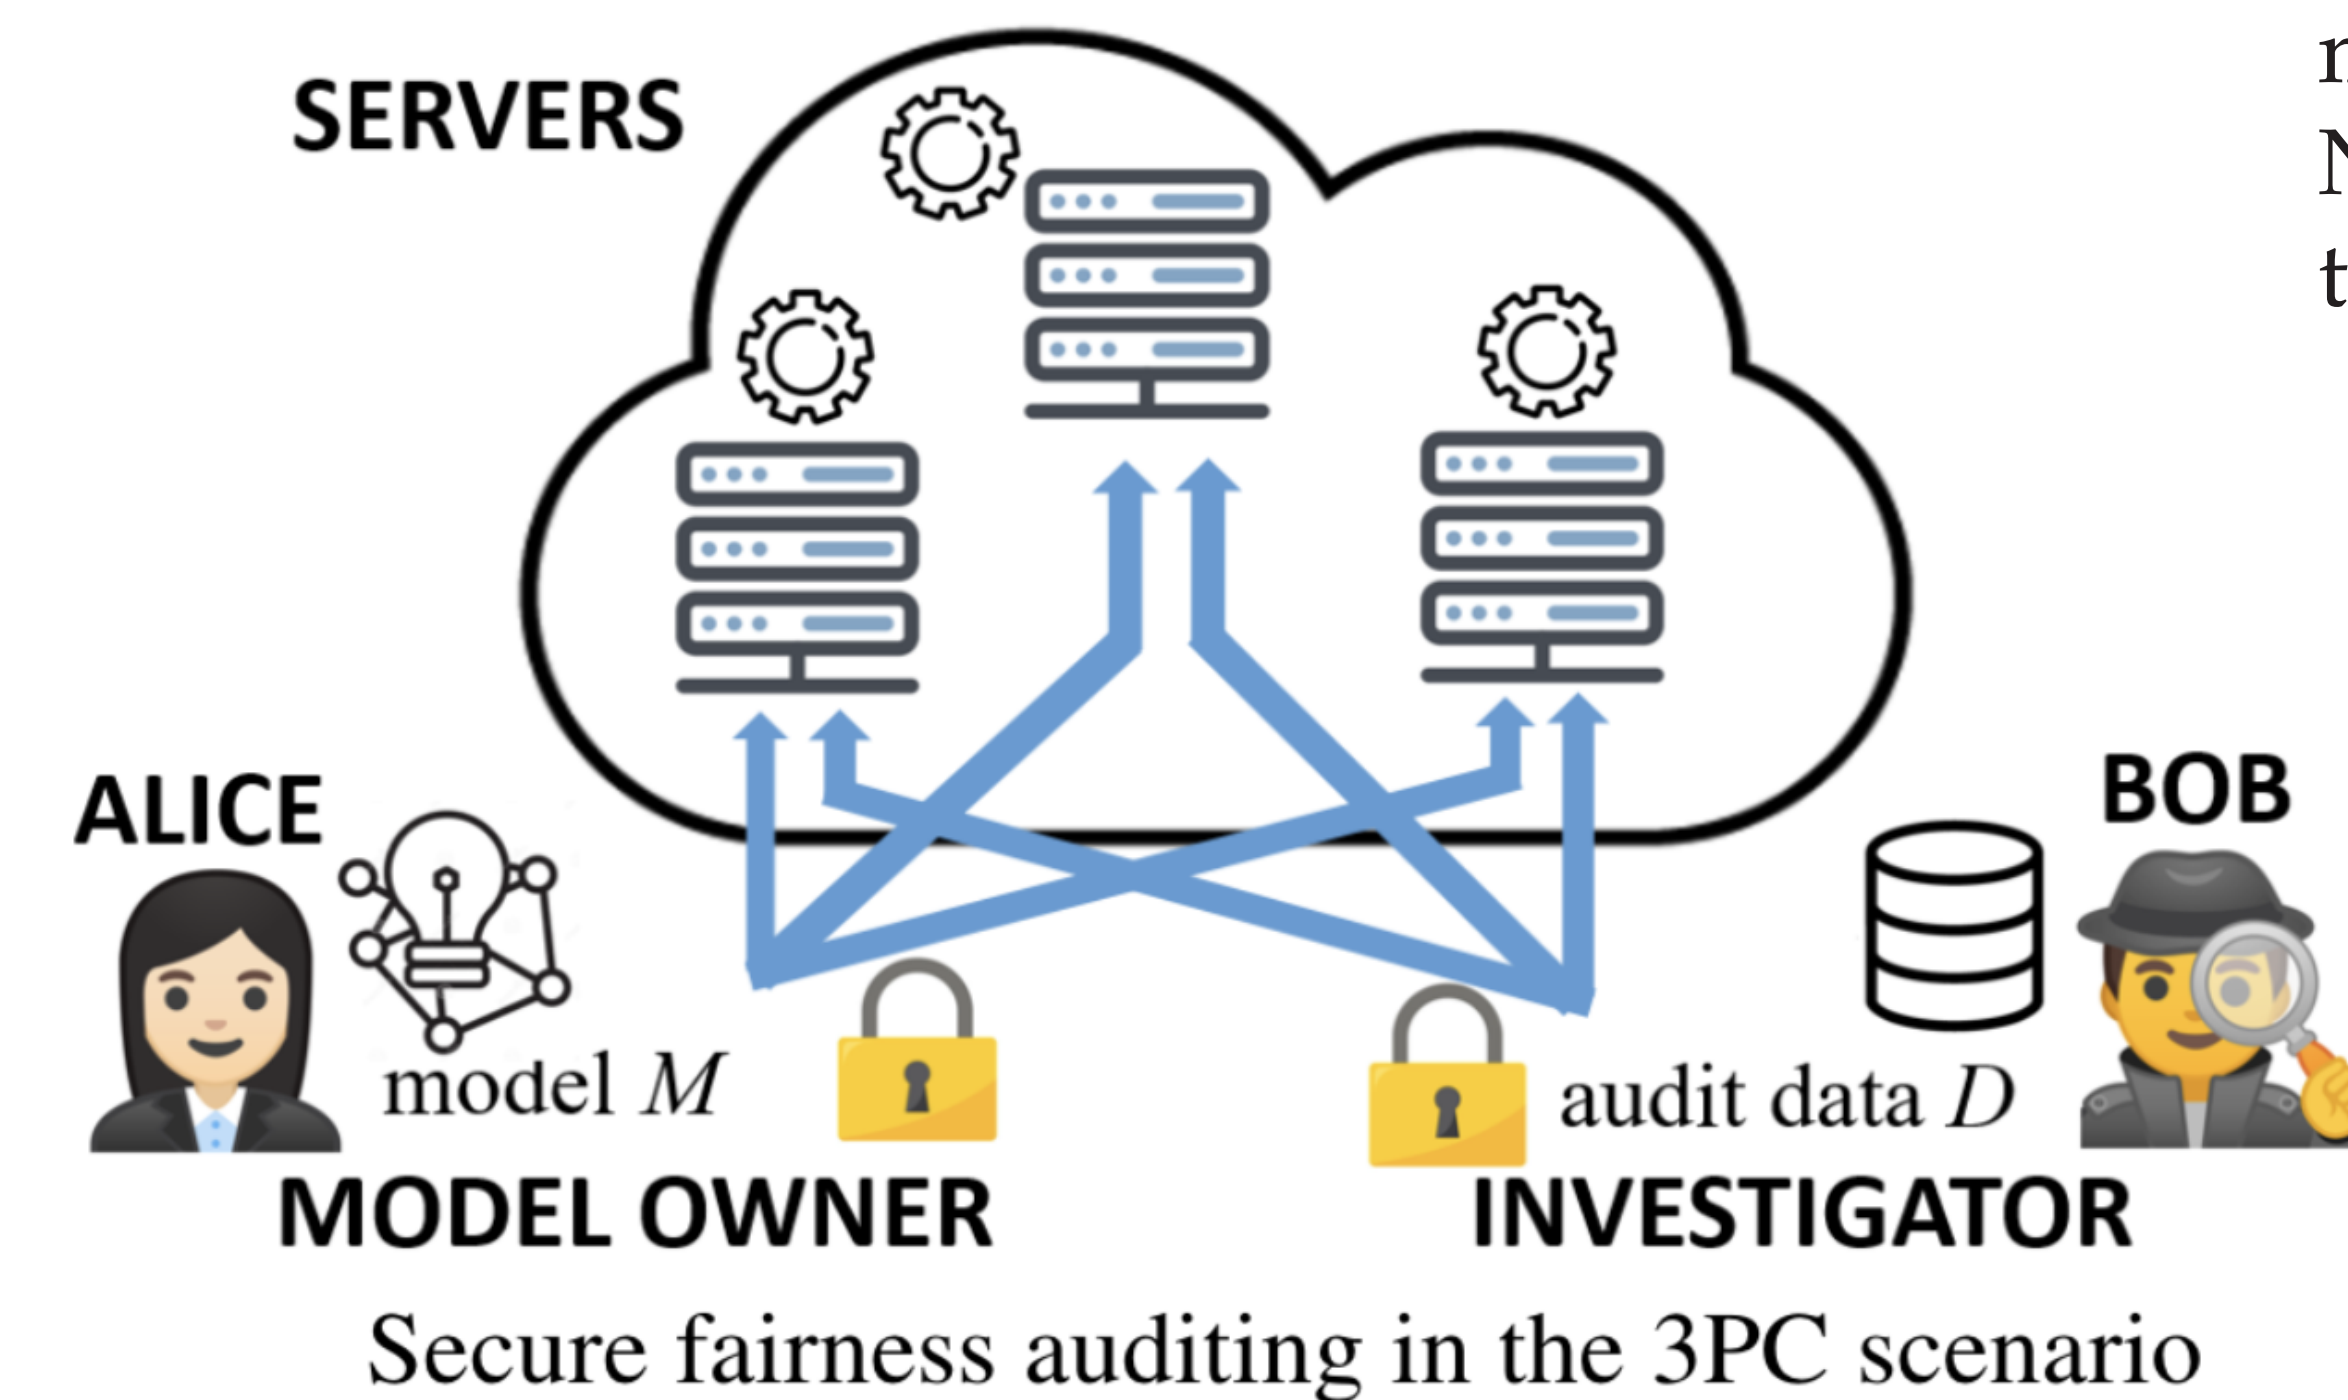 SERVERS
ALICE
BOB
model M
audit data D
MODEL OWNER
INVESTIGATOR
Secure fairness auditing in the 3PC scenario